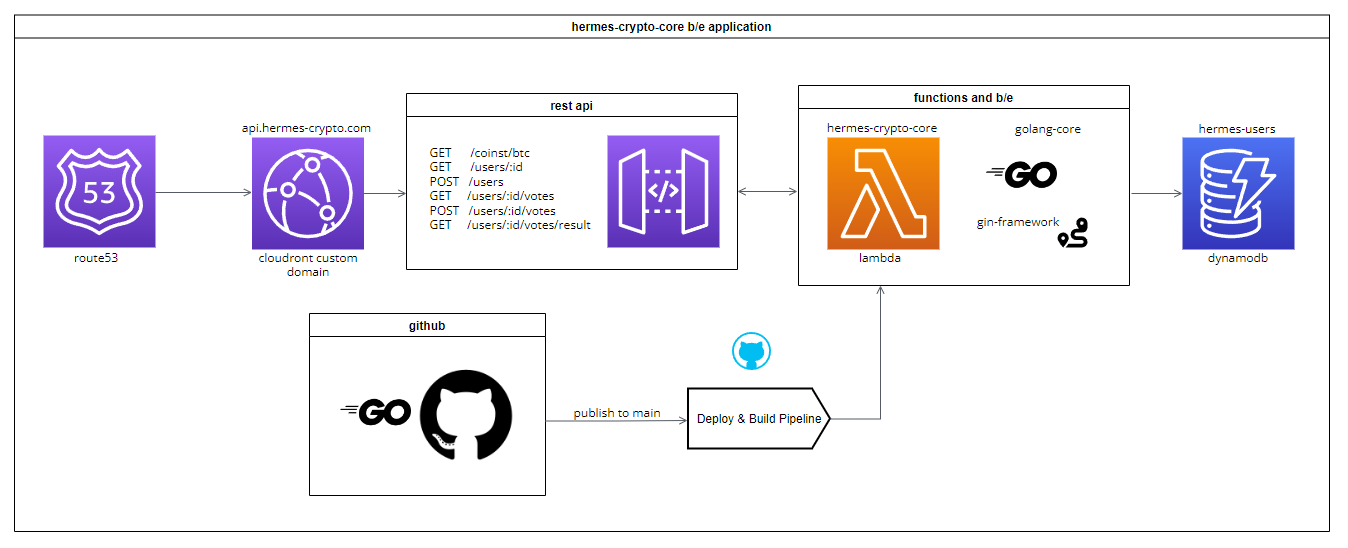 hermes-crypto-core b/e application
api.hermes-crypto.com
53
route53
cloudront custom
domain
rest api
GET /coinst/btc
GET /users/:id
POST /users
GET /users/:id/votes
POST /users/:id/votes
GET /users/:id/votes/result
</>
functions and b/e
hermes-crypto-core
lambda
golang-core
GO
gin-framework
hermes-users
dynamodb
github
GO
publish to main
Deploy & Build Pipeline